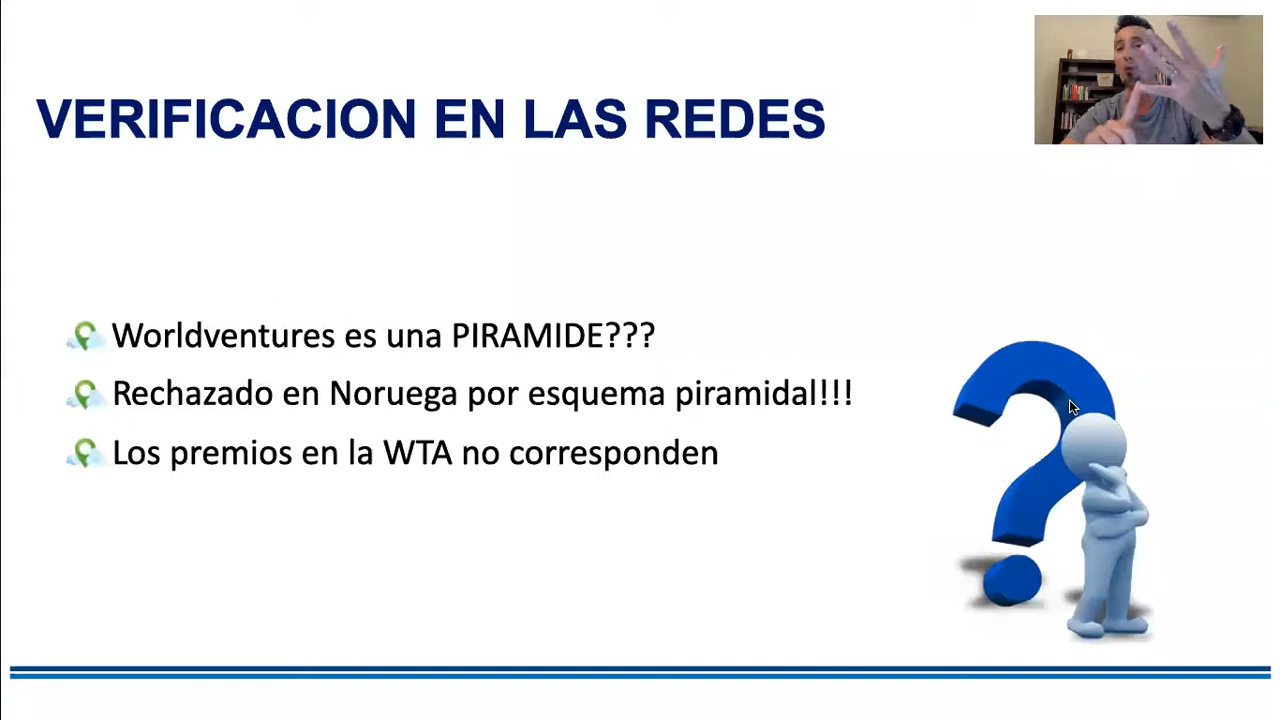 VERIFICACION EN LAS REDES
Worldventures es una PIRAMIDE???
Rechazado en Noruega por esquema piramidal!!!
Los premios en la WTA no corresponden